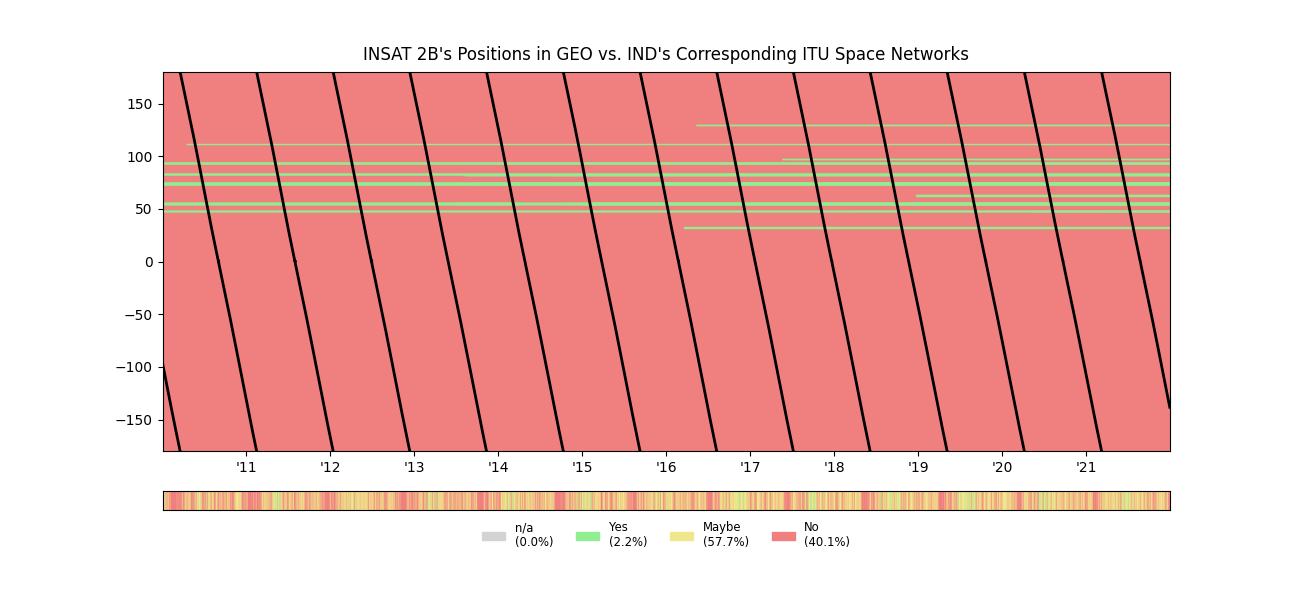 INSAT 2B's Positions in GEO vs. IND's Corresponding ITU Space Networks
150
100
50
0
−50
−100
−150
'11 '12 '13 '14 '15 '16 '17 '18 '19 '20 '21
n/a Yes Maybe No
(0.0%) (2.2%) (57.7%) (40.1%)